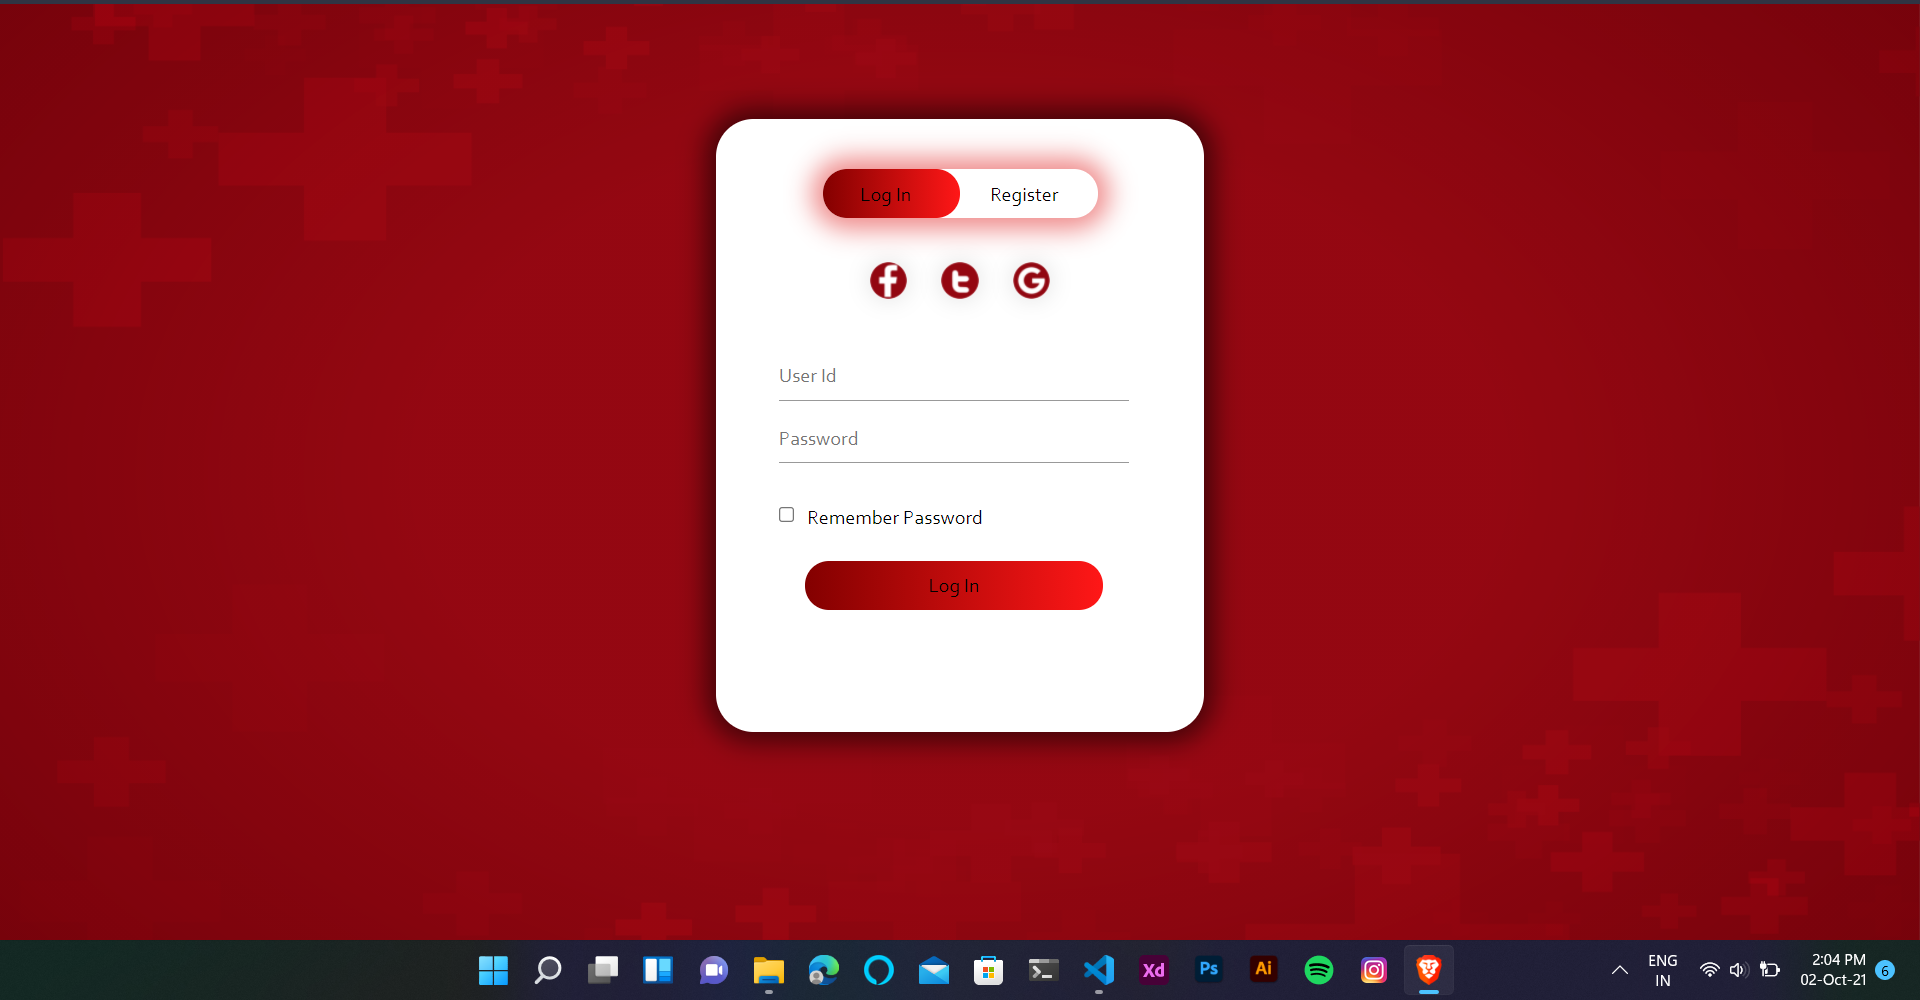 Log In Register
User Id
Password
Remember Password
Log In
Xd Ps Ai
ENG
IN
2:04 PM
02-Oct-21
6